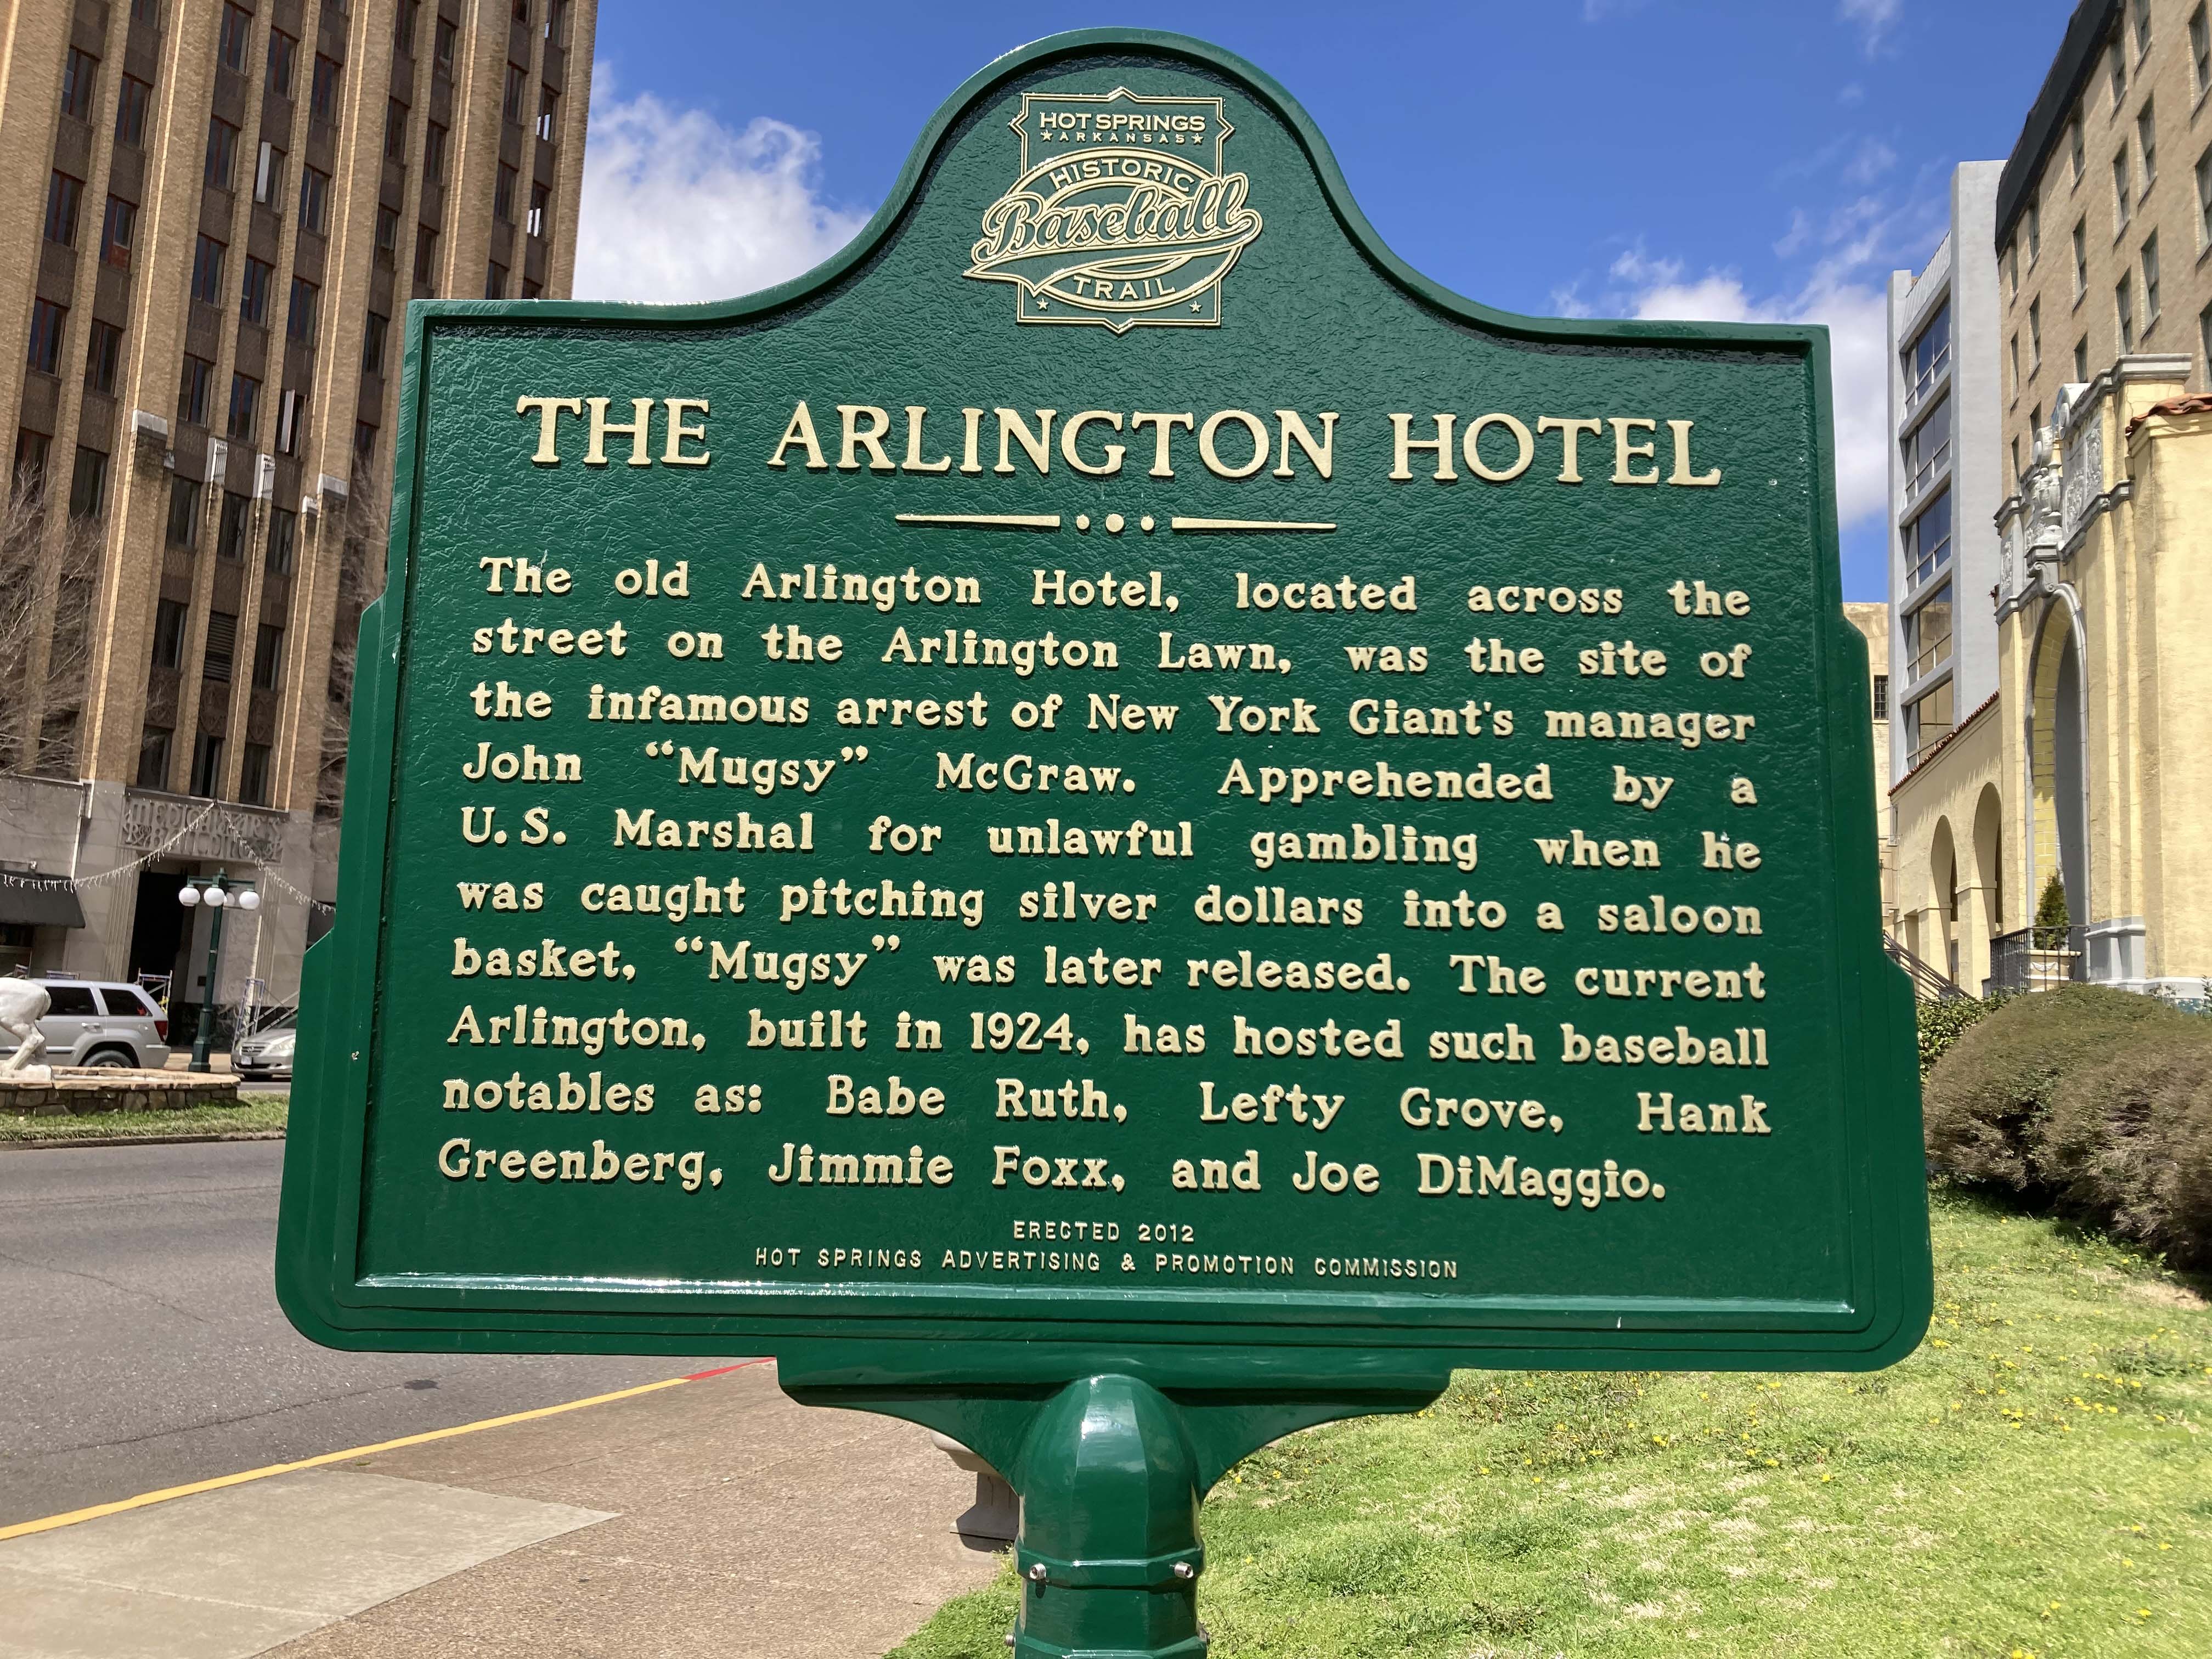 HOT SPRINGS
★ARKANSAS★
HISTORIC
Baseball
TRAIL
THE ARLINGTON HOTEL
The old Arlington Hotel, located across the
street on the Arlington Lawn, was the site of
the infamous arrest of New York Giant's manager
John “Mugsy” McGraw. Apprehended by a
U.S. Marshal for unlawful gambling when he
was caught pitching silver dollars into a saloon
basket, “Mugsy” was later released. The current
Arlington, built in 1924, has hosted such baseball
notables as: Babe Ruth, Lefty Grove, Hank
Greenberg, Jimmie Foxx, and Joe DiMaggio.
ERECTED 2012
HOT SPRINGS ADVERTISING & PROMOTION COMMISSION